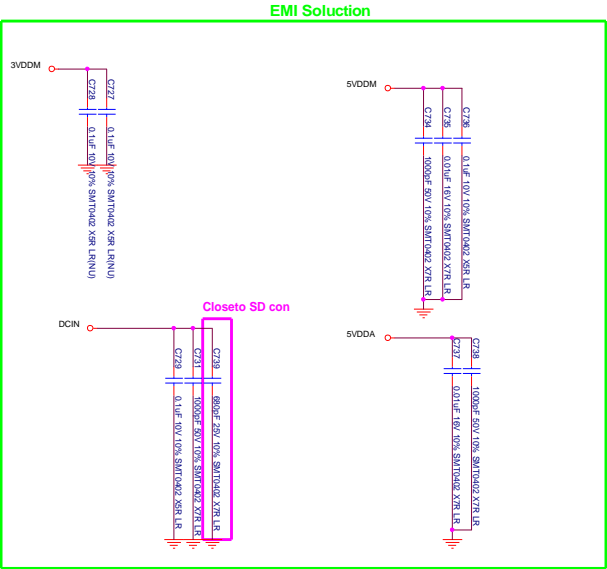 EMI Soluction
3VDDM
C728
0.1uF 10V 10% SMT0402 X5R LR(NU)
C727
0.1uF 10V 10% SMT0402 X5R LR(NU)
5VDDM
C734
1000pF 50V 10% SMT0402 X7R LR
C735
0.01uF 16V 10% SMT0402 X7R LR
C736
0.1uF 10V 10% SMT0402 X5R LR
Closeto SD con
DCIN
C729
0.1uF 10V 10% SMT0402 X5R LR
C731
1000pF 50V 10% SMT0402 X7R LR
C739
680pF 25V 10% SMT0402 X7R LR
5VDDA
C737
0.01uF 16V 10% SMT0402 X7R LR
C738
1000pF 50V 10% SMT0402 X7R LR